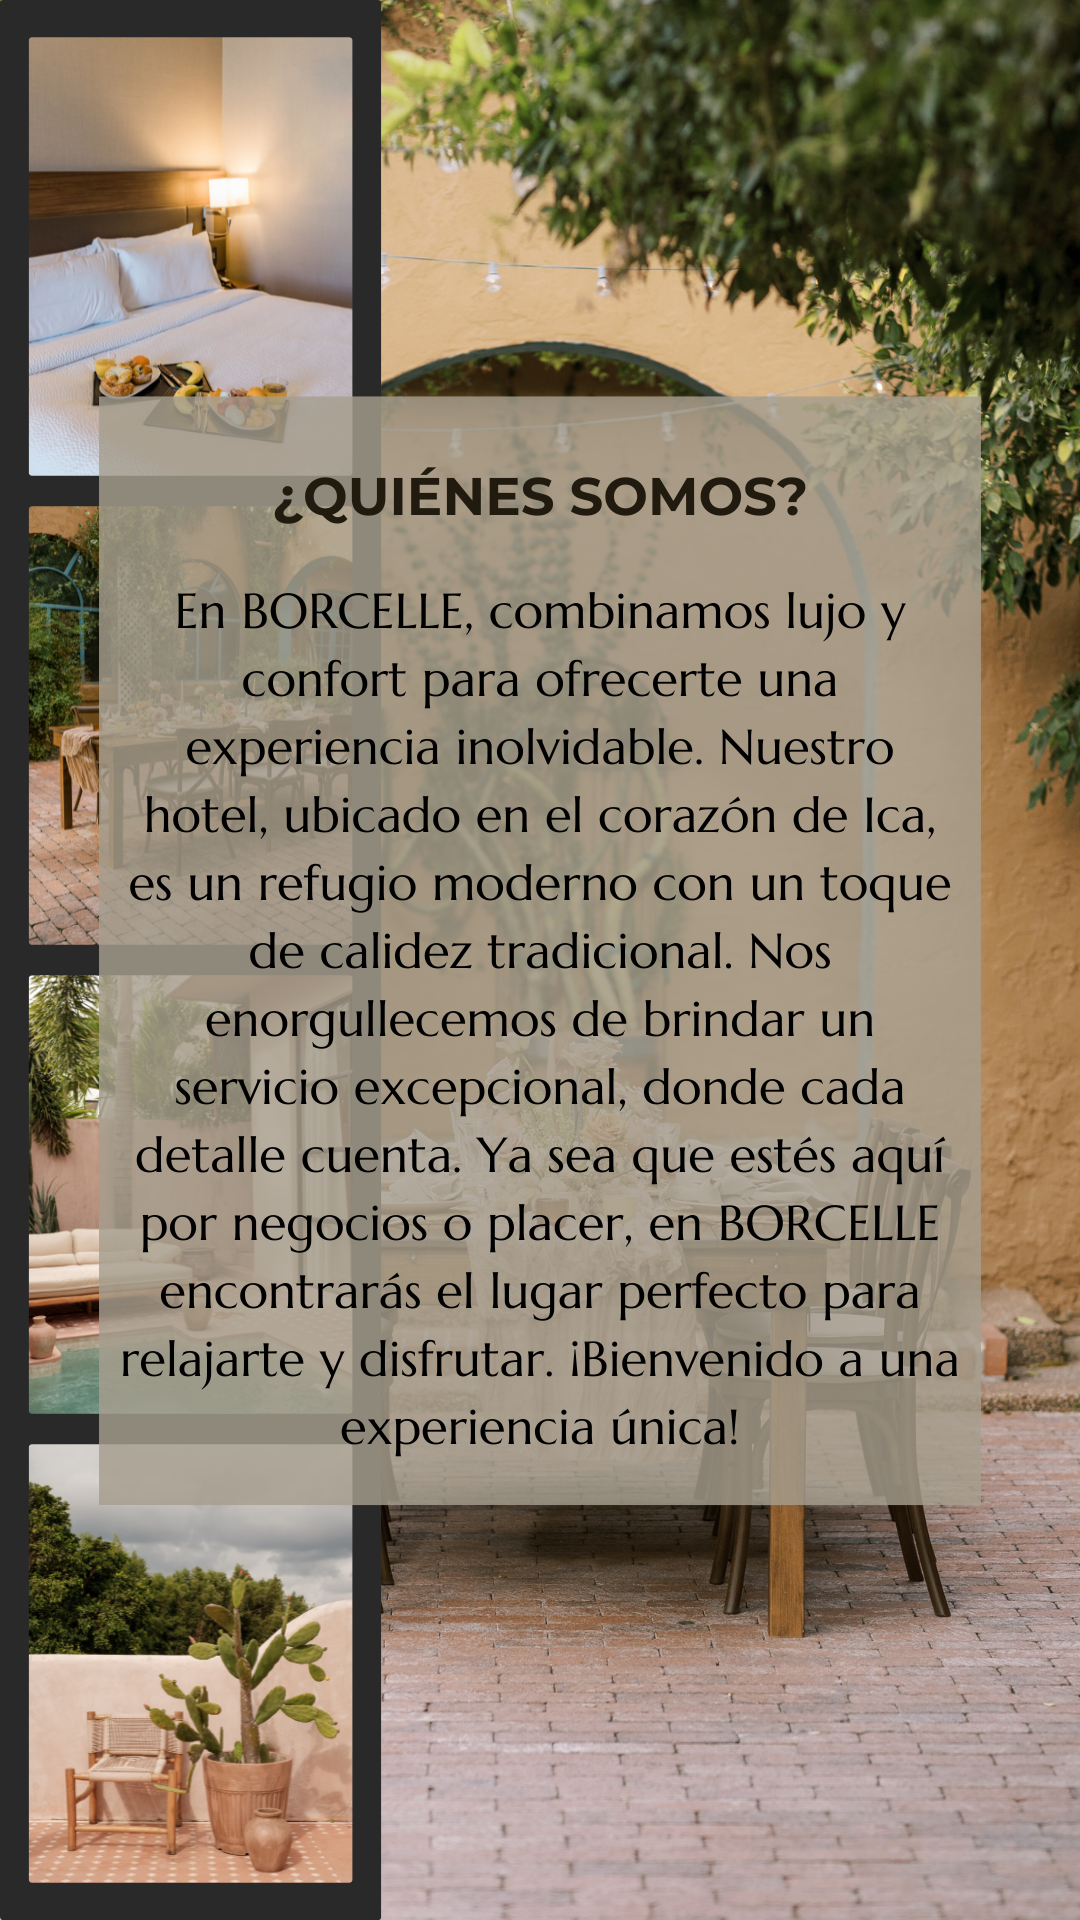 ¿QUIÉNES SOMOS?
En BORCELLE, combinamos lujo y
confort para ofrecerte una
experiencia inolvidable. Nuestro
hotel, ubicado en el corazón de Ica,
es un refugio moderno con un toque
de calidez tradicional. Nos
enorgullecemos de brindar un
servicio excepcional, donde cada
detalle cuenta. Ya sea que estés aquí
por negocios o placer, en BORCELLE
encontrarás el lugar perfecto para
relajarte y disfrutar. ¡Bienvenido a una
experiencia única!